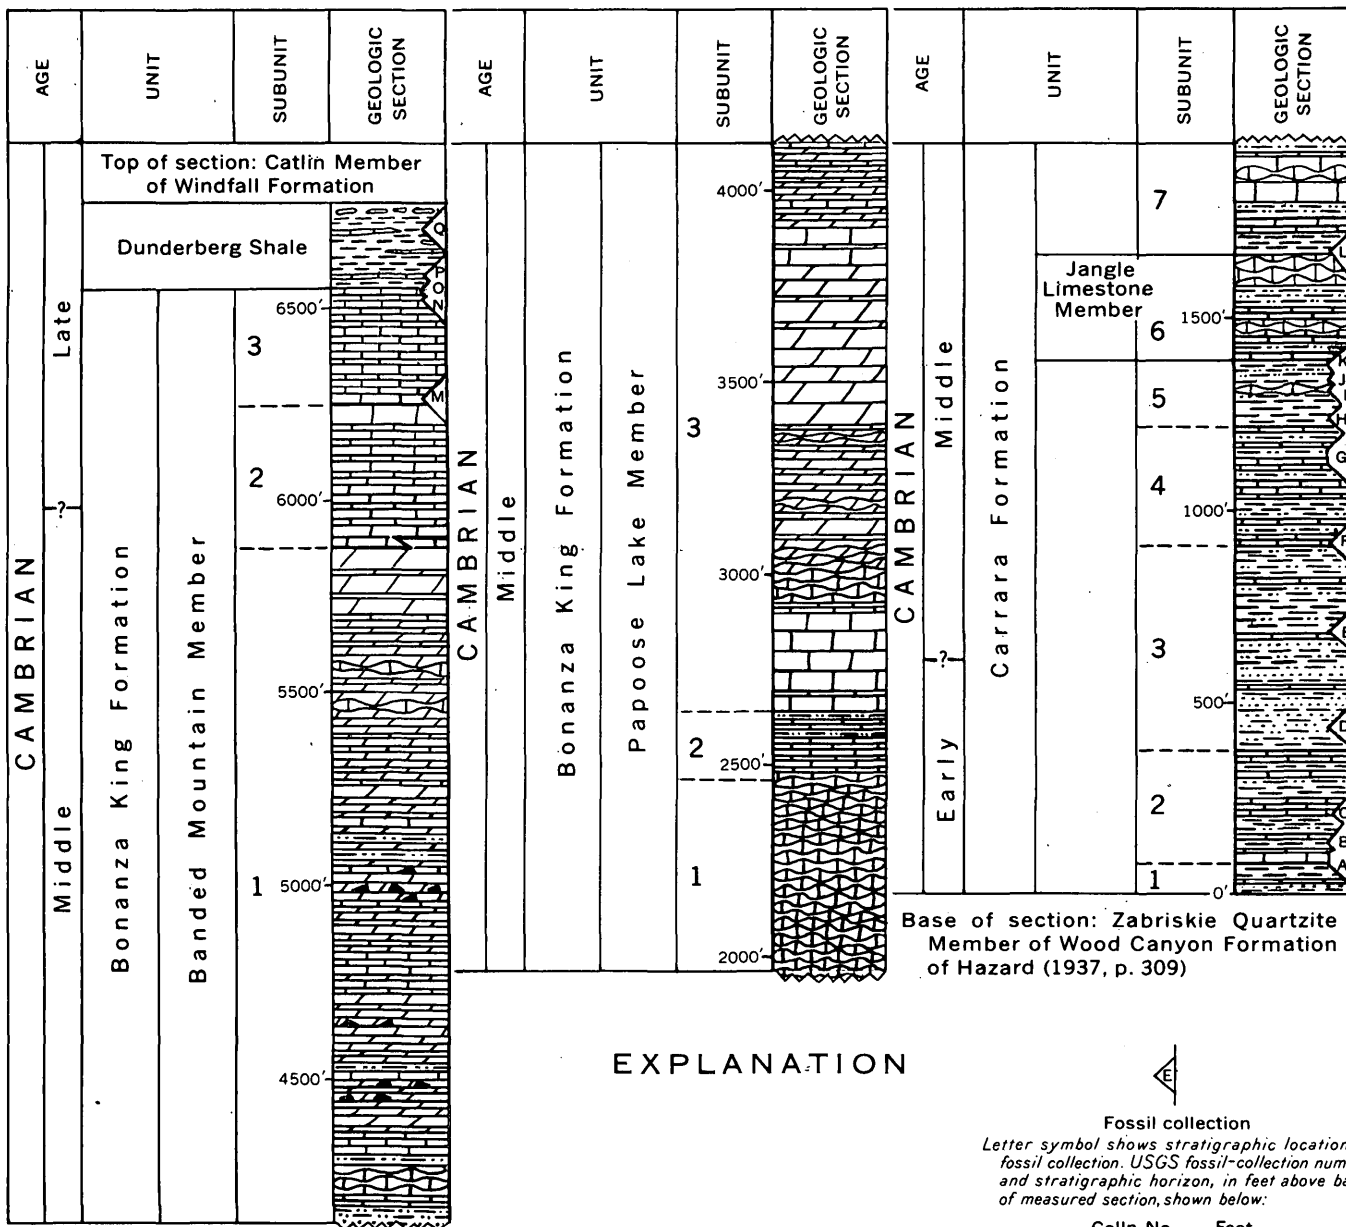 AGE
UNIT
SUBUNIT
GEOLOGIC
SECTION
Top of section: Catlin Member
of Windfall Formation
Dunderberg Shale
CAMBRIAN
Late
?
Middle
Bonanza King Formation
Banded Mountain Member
3
2
1
6500'
6000'
5500'
5000'
4500'
Q
P
O
N
M
AGE
UNIT
SUBUNIT
GEOLOGIC
SECTION
CAMBRIAN
Middle
Bonanza King Formation
Papoose Lake Member
3
2
1
4000'
3500'
3000'
2500'
2000'
AGE
UNIT
SUBUNIT
GEOLOGIC
SECTION
CAMBRIAN
Middle
?
Early
Carrara Formation
Jangle
Limestone
Member
7
6
5
4
3
2
1
1500'
1000'
500'
0'
L
K
J
I
H
G
F
E
D
C
B
A
Base of section: Zabriskie Quartzite
Member of Wood Canyon Formation
of Hazard (1937, p. 309)
EXPLANATION
E
Fossil collection
Letter symbol shows stratigraphic location
fossil collection. USGS fossil-collection num
and stratigraphic horizon, in feet above ba
of measured section, shown below:
Colln No. Feet